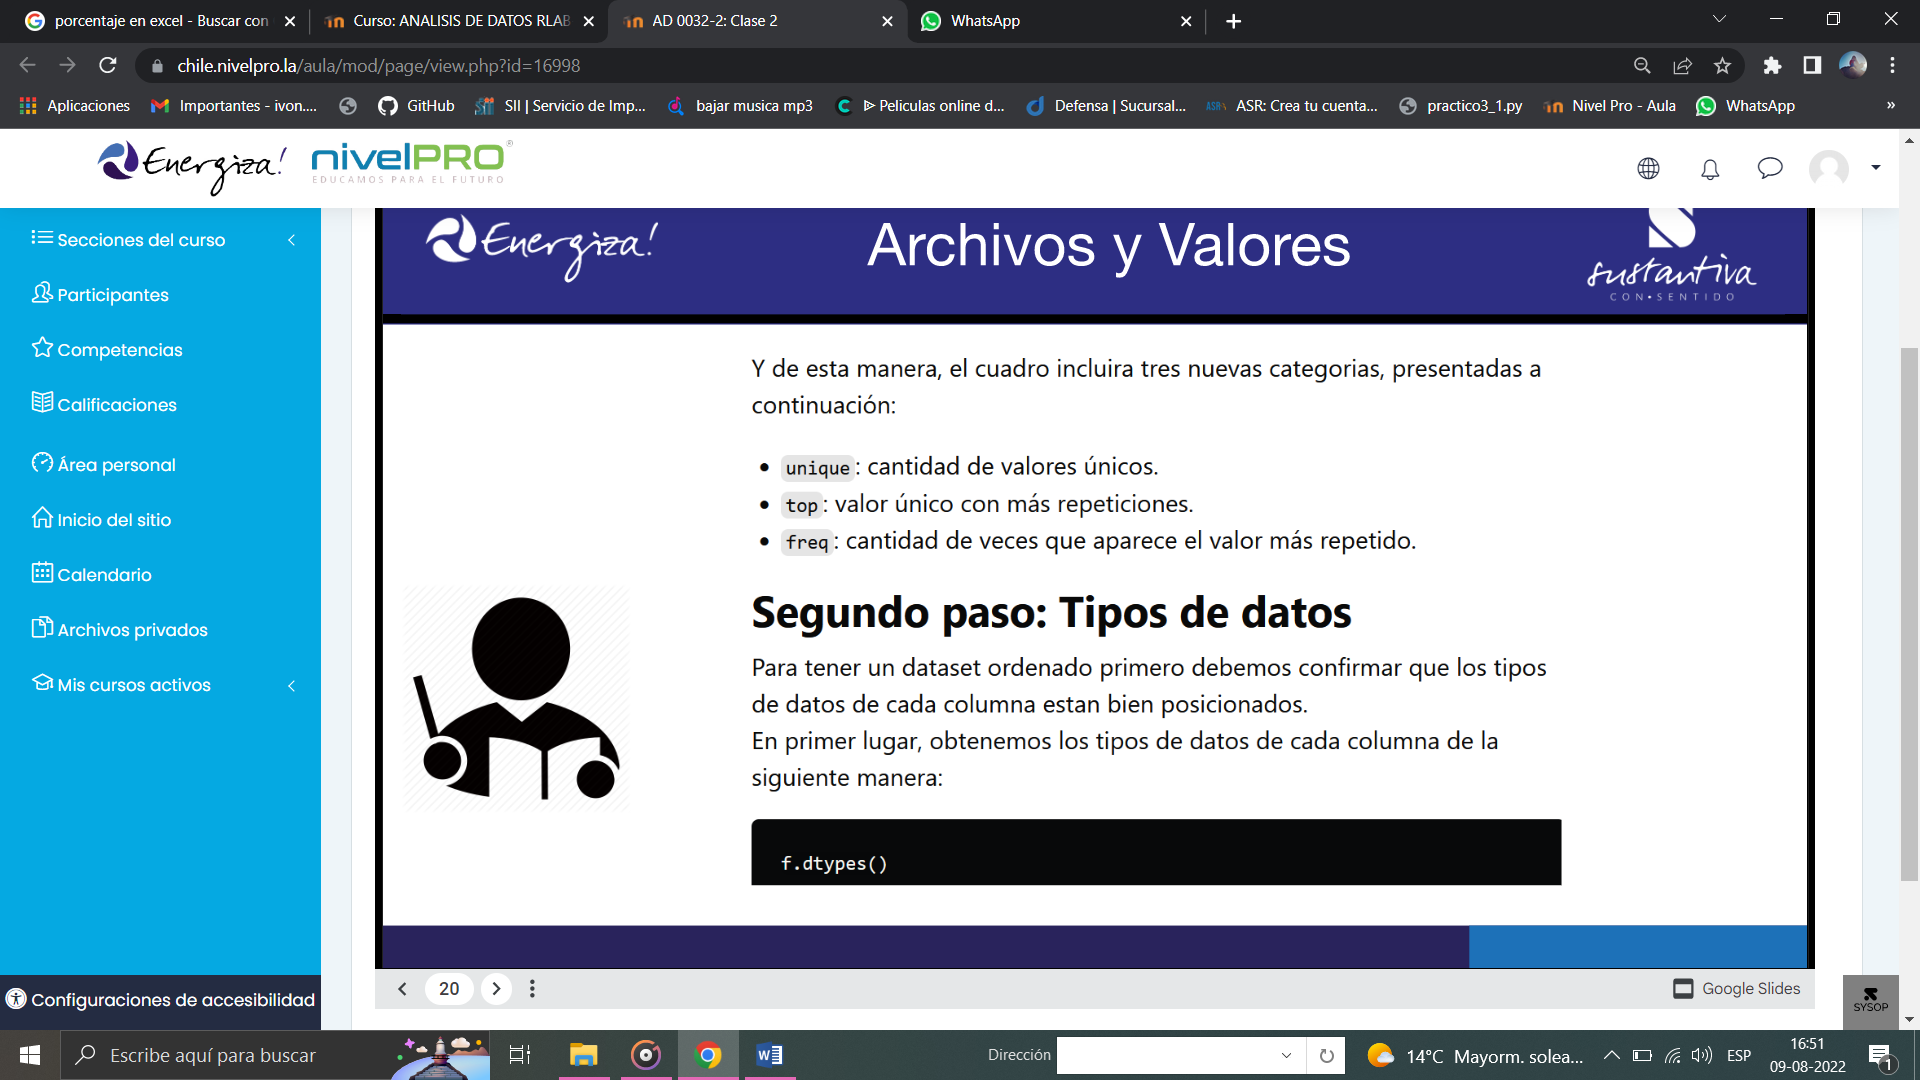 porcentaje en excel - Buscar con
Curso: ANALISIS DE DATOS RLAB
AD 0032-2: Clase 2
WhatsApp
chile.nivelpro.la/aula/mod/page/view.php?id=16998
Aplicaciones
Importantes - ivon....
GitHub
SII | Servicio de Imp...
bajar musica mp3
Peliculas online d...
Defensa | Sucursal...
ASR: Crea tu cuenta...
practico3_1.py
Nivel Pro - Aula
WhatsApp
»
Energiza!
nivelPRO
EDUCAMOS PARA EL FUTURO
Secciones del curso
Participantes
Competencias
Calificaciones
Área personal
Inicio del sitio
Calendario
Archivos privados
Mis cursos activos
Configuraciones de accesibilidad
Energiza!
Archivos y Valores
sustantiva
CON•SENTIDO
Y de esta manera, el cuadro incluira tres nuevas categorias, presentadas a
continuación:
• unique: cantidad de valores únicos.
• top: valor único con más repeticiones.
• freq: cantidad de veces que aparece el valor más repetido.
Segundo paso: Tipos de datos
Para tener un dataset ordenado primero debemos confirmar que los tipos
de datos de cada columna estan bien posicionados.
En primer lugar, obtenemos los tipos de datos de cada columna de la
siguiente manera:
f.dtypes()
20
Google Slides
SYSOP
Escribe aquí para buscar
Dirección
14°C Mayorm. solea...
ESP
16:51
09-08-2022
1